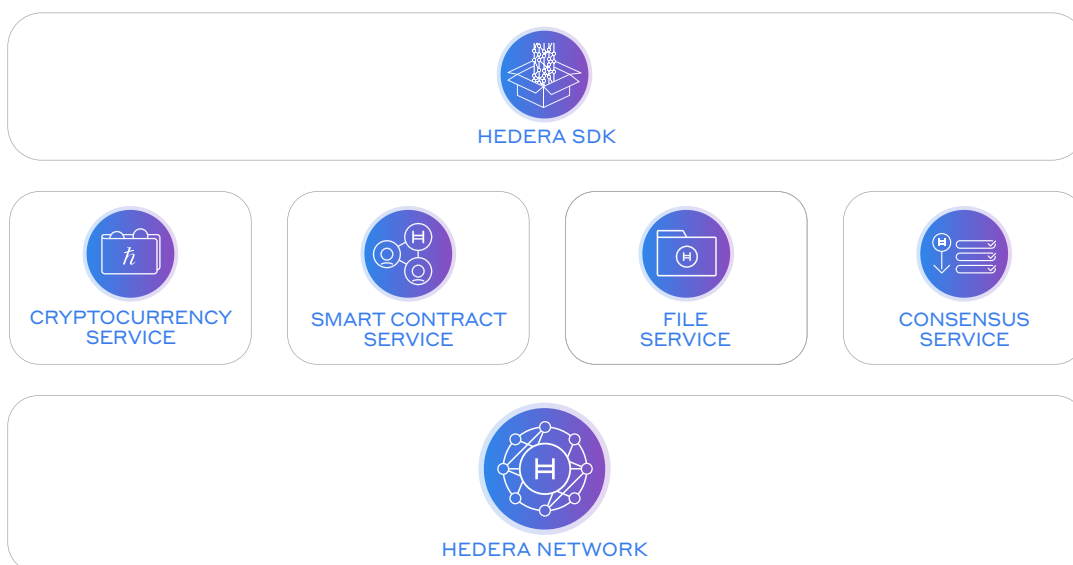 HEDERA SDK
CRYPTOCURRENCY
SERVICE
SMART CONTRACT
SERVICE
FILE
SERVICE
CONSENSUS
SERVICE
HEDERA NETWORK